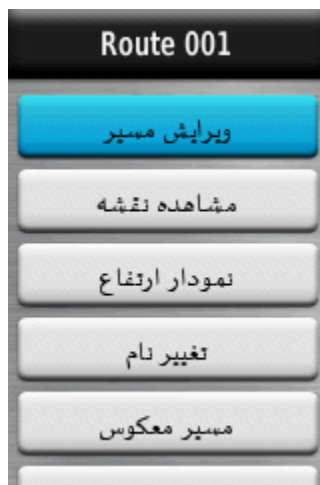 Route 001
ویرایش مسیر
مشاهده نقشه
نمودار ارتفاع
تغییر نام
مسیر معکوس